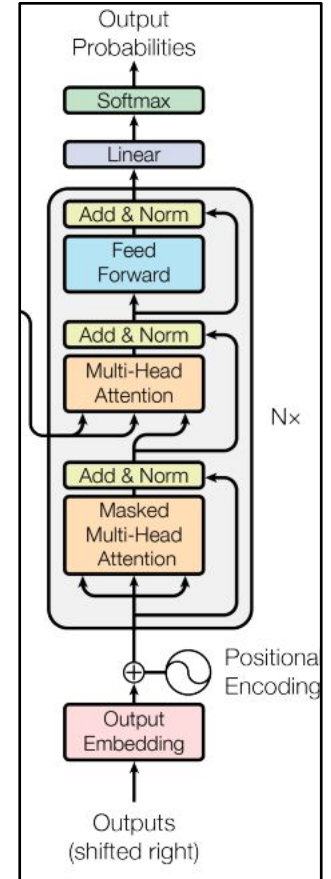 Output
Probabilities
Softmax
Linear
Add & Norm
Feed
Forward
Add & Norm
Multi-Head
Attention
N×
Add & Norm
Masked
Multi-Head
Attention
Positional
Encoding
Output
Embedding
Outputs
(shifted right)